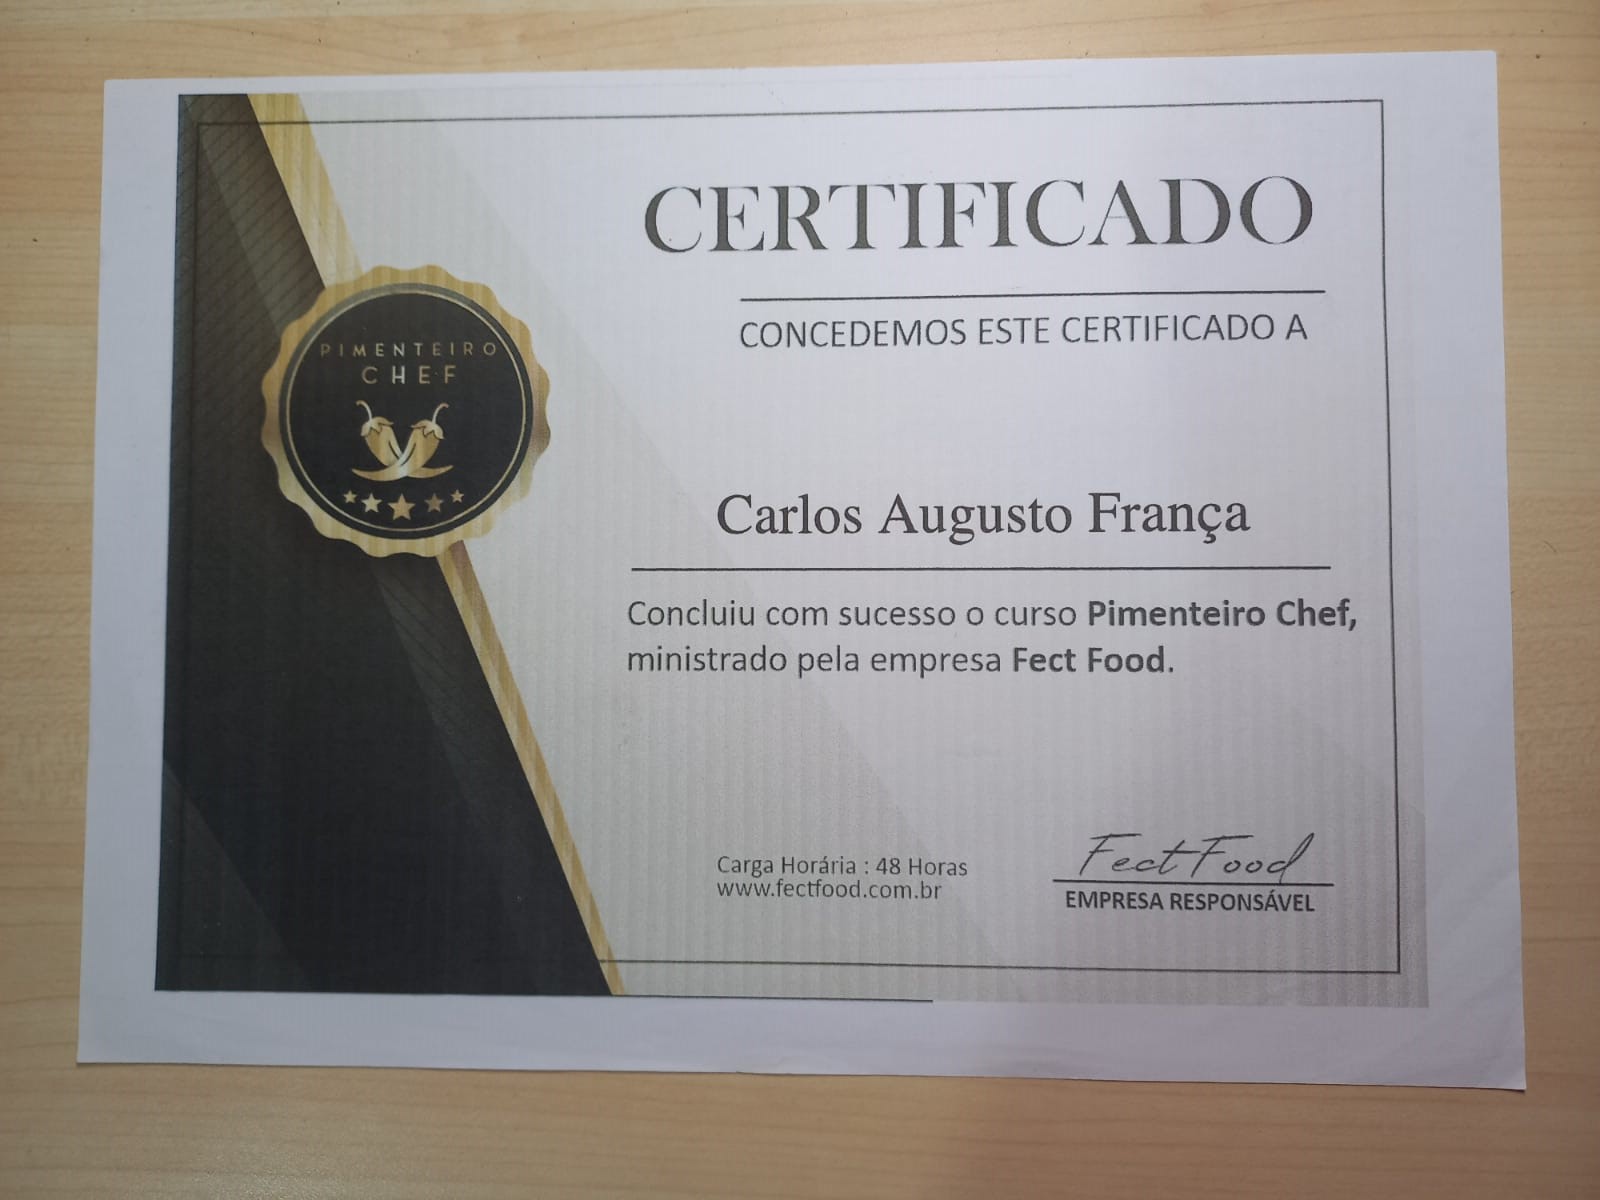 CERTIFICADO
CONCEDEMOS ESTE CERTIFICADO A
PIMENTEIRO
CHEF
Carlos Augusto França
Concluiu com sucesso o curso Pimenteiro Chef,
ministrado pela empresa Fect Food.
Carga Horária : 48 Horas
www.fectfood.com.br
Fect Food
EMPRESA RESPONSÁVEL